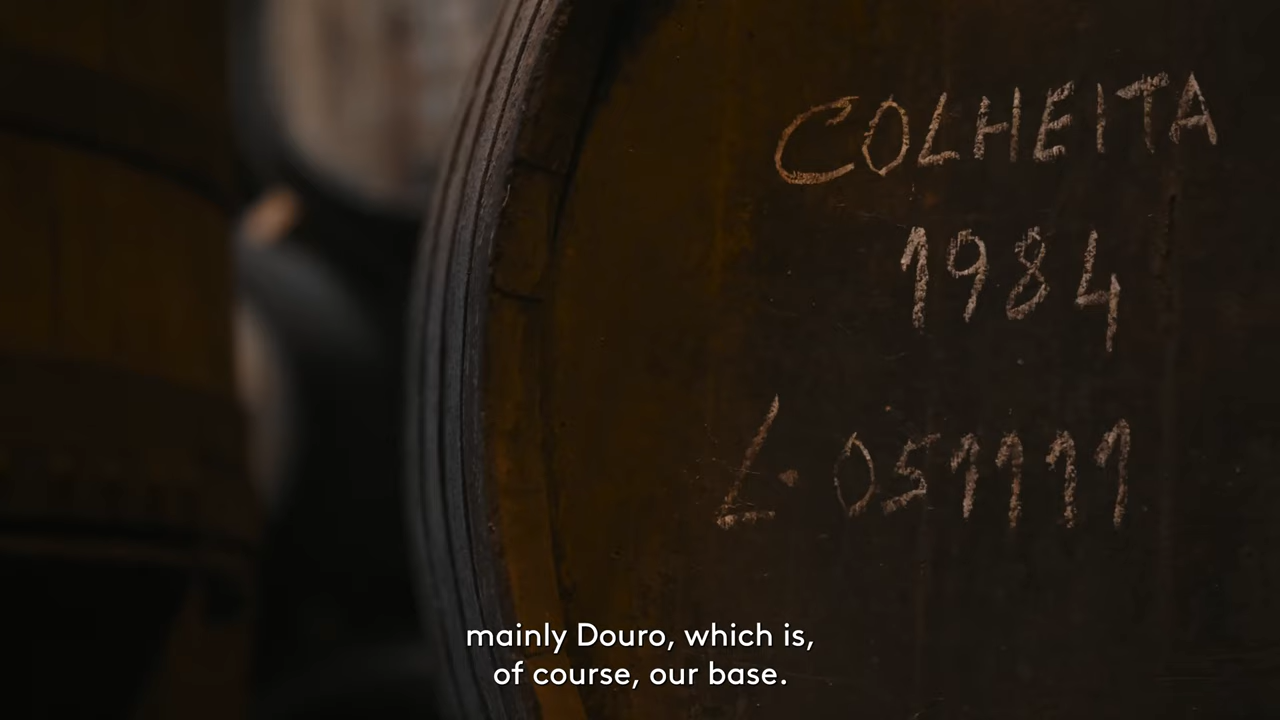 COLHEITA
1984
L. 051111
mainly Douro, which is,
of course, our base.